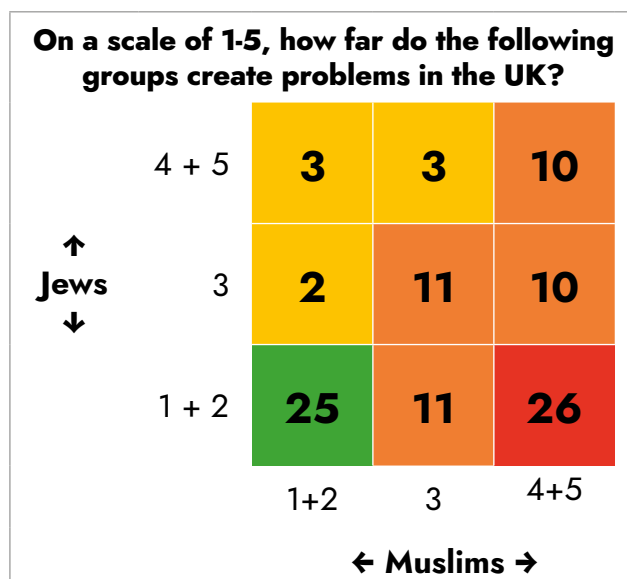 On a scale of 1-5, how far do the following
groups create problems in the UK?
4 + 5 3 3 10
↑
Jews 3 2 11 10
↓
1 + 2 25 11 26
1+2 3 4+5
← Muslims →